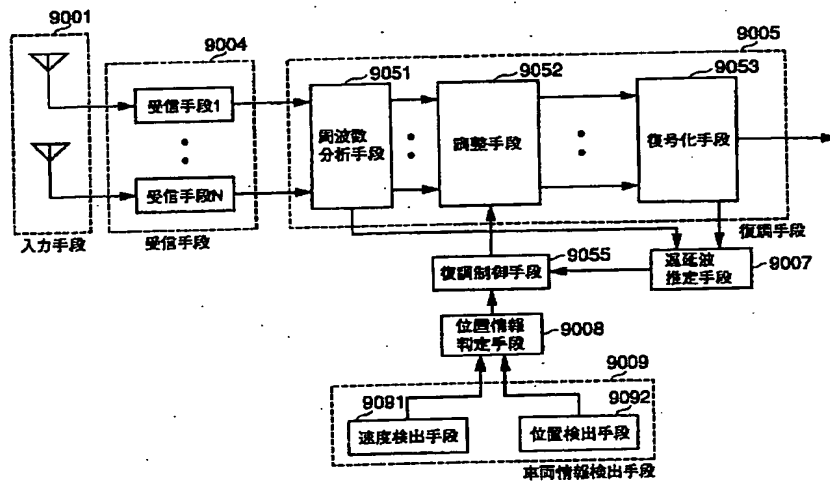 9001
9004
9005
9051
9052
9053
受信手段1
受信手段N
周波数
分析手段
調整手段
復号化手段
入力手段
受信手段
復調手段
9055
復調制御手段
遅延波
推定手段
9007
位置情報
判定手段
9008
9009
9091
9092
速度検出手段
位置検出手段
車両情報検出手段